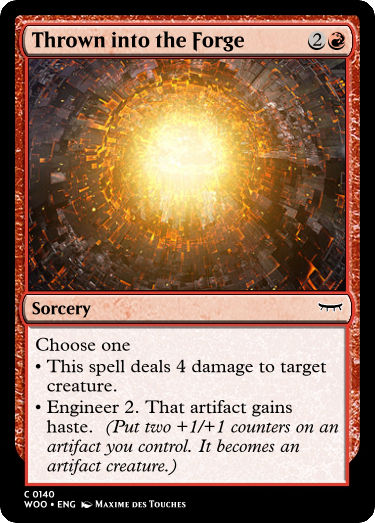 Thrown into the Forge 2
Sorcery
Choose one
• This spell deals 4 damage to target
creature.
• Engineer 2. That artifact gains
haste. (Put two +1/+1 counters on an
artifact you control. It becomes an
artifact creature.)
C 0140
WOO • ENG Maxime des Touches